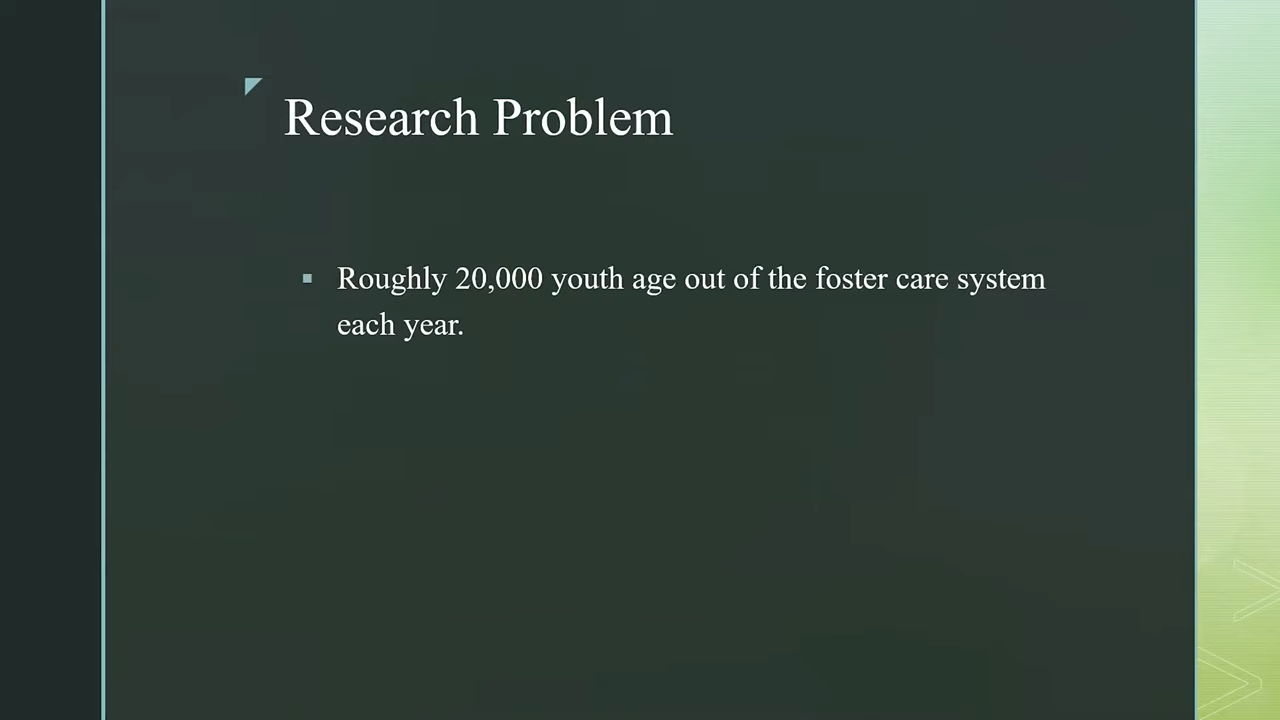 Research Problem
Roughly 20,000 youth age out of the foster care system
each year.